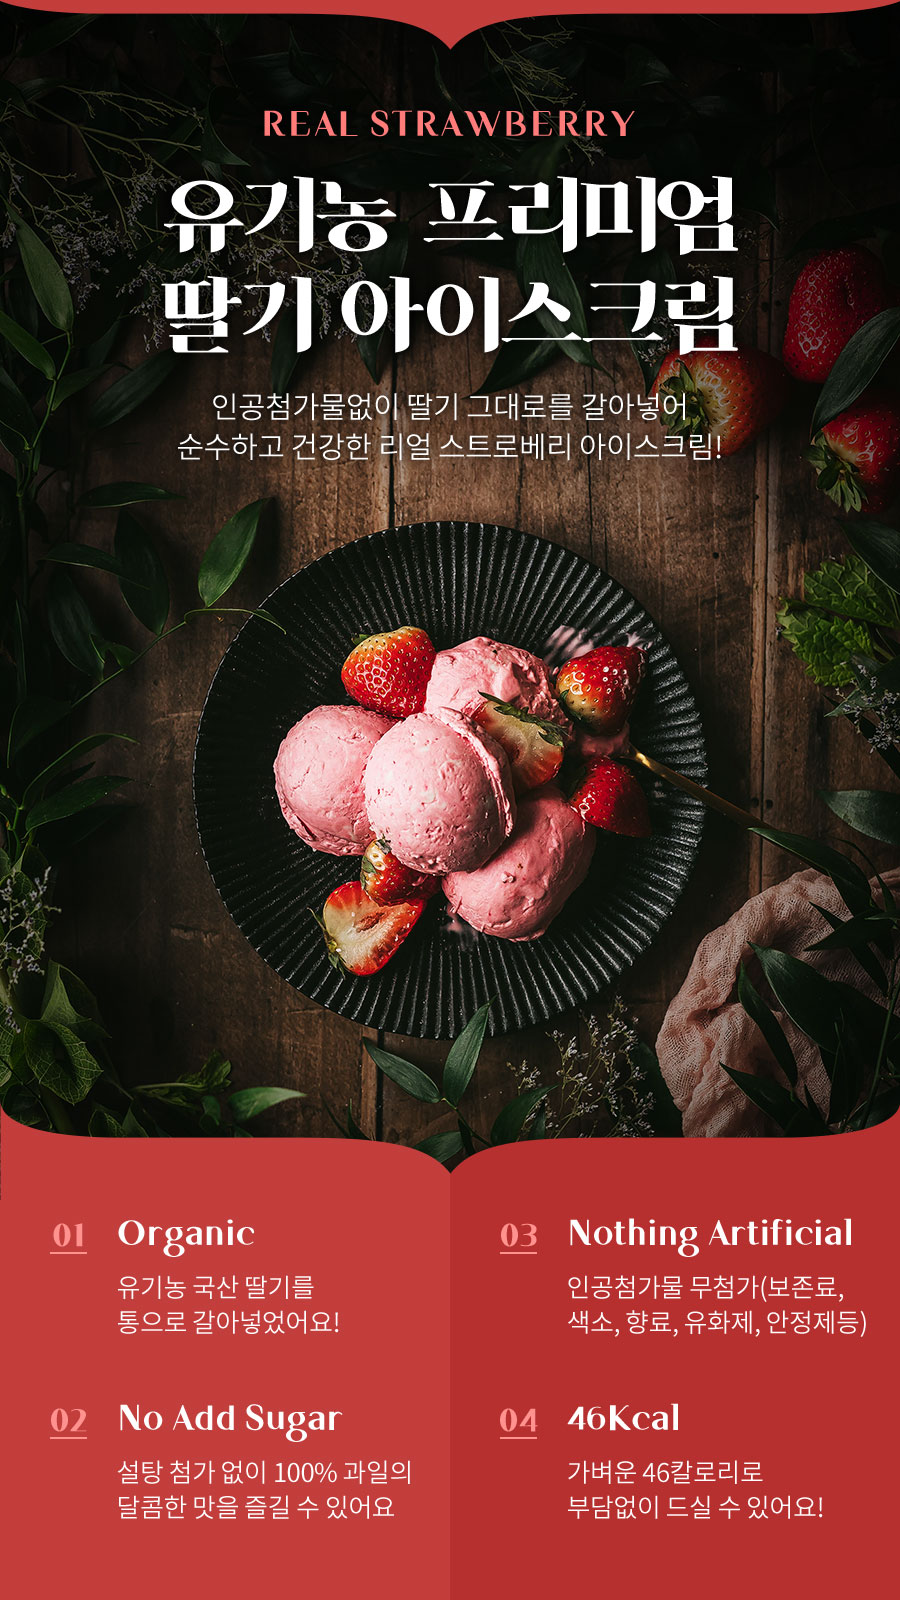 REAL STRAWBERRY
유기농 프리미엄
딸기 아이스크림
인공첨가물없이 딸기 그대로를 갈아넣어
순수하고 건강한 리얼 스트로베리 아이스크림!
01 Organic
유기농 국산 딸기를
통으로 갈아넣었어요!
02 No Add Sugar
설탕 첨가 없이 100% 과일의
달콤한 맛을 즐길 수 있어요
03 Nothing Artificial
인공첨가물 무첨가(보존료,
색소, 향료, 유화제, 안정제등)
04 46Kcal
가벼운 46칼로리로
부담없이 드실 수 있어요!